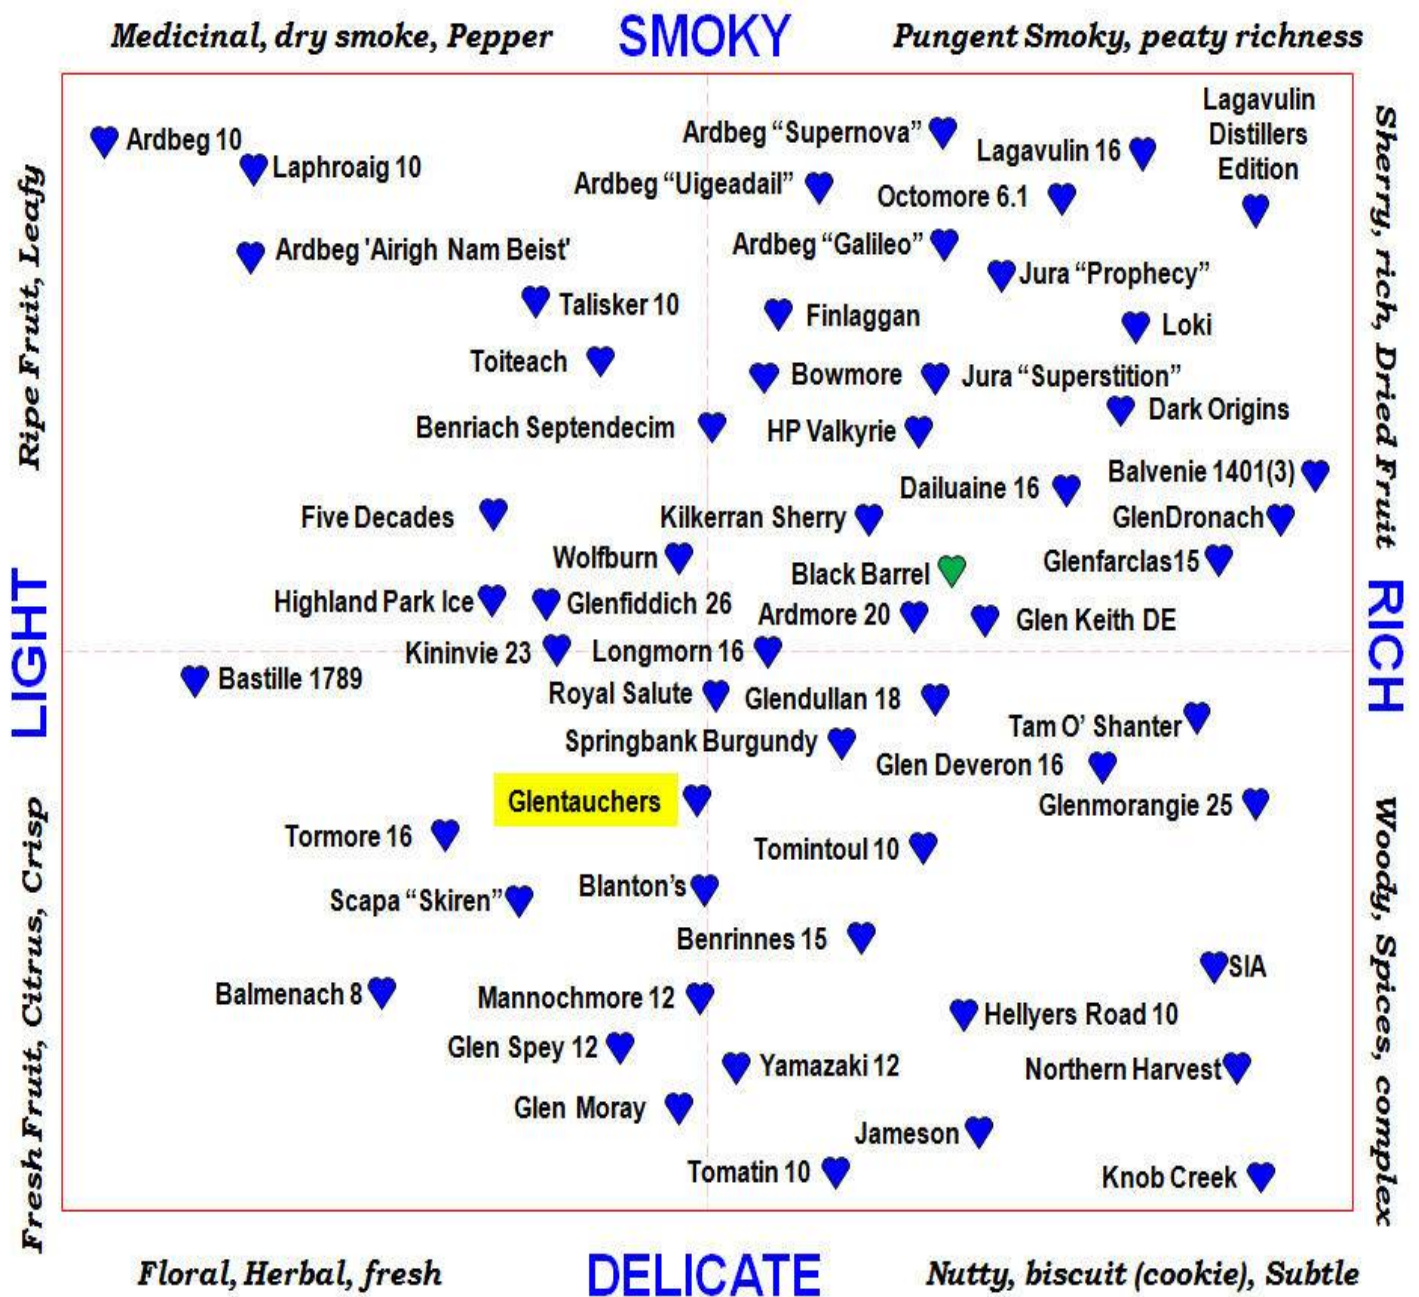 SMOKY
Medicinal, dry smoke, Pepper
Pungent Smoky, peaty richness
Ripe Fruit, Leafy
LIGHT
Fresh Fruit, Citrus, Crisp
Ardbeg 10
Laphroaig 10
Ardbeg “Supernova”
Lagavulin 16
Lagavulin
Distillers
Edition
Ardbeg “Uigeadail”
Octomore 6.1
Ardbeg 'Airigh Nam Beist'
Ardbeg “Galileo”
Jura “Prophecy”
Talisker 10
Finlaggan
Loki
Toiteach
Bowmore
Jura “Superstition”
Dark Origins
Benriach Septendecim
HP Valkyrie
Balvenie 1401(3)
Dailuaine 16
Five Decades
Kilkerran Sherry
GlenDronach
Wolfburn
Black Barrel
Glenfarclas15
Highland Park Ice
Glenfiddich 26
Ardmore 20
Glen Keith DE
Kininvie 23
Longmorn 16
Bastille 1789
Royal Salute
Glendullan 18
Tam O’ Shanter
Springbank Burgundy
Glen Deveron 16
Glentauchers
Glenmorangie 25
Tormore 16
Tomintoul 10
Scapa “Skiren”
Blanton’s
Benrinnes 15
SIA
Balmenach 8
Mannochmore 12
Hellyers Road 10
Glen Spey 12
Yamazaki 12
Northern Harvest
Glen Moray
Jameson
Tomatin 10
Knob Creek
Sherry, rich, Dried Fruit
RICH
Woody, Spices, complex
Floral, Herbal, fresh
DELICATE
Nutty, biscuit (cookie), Subtle